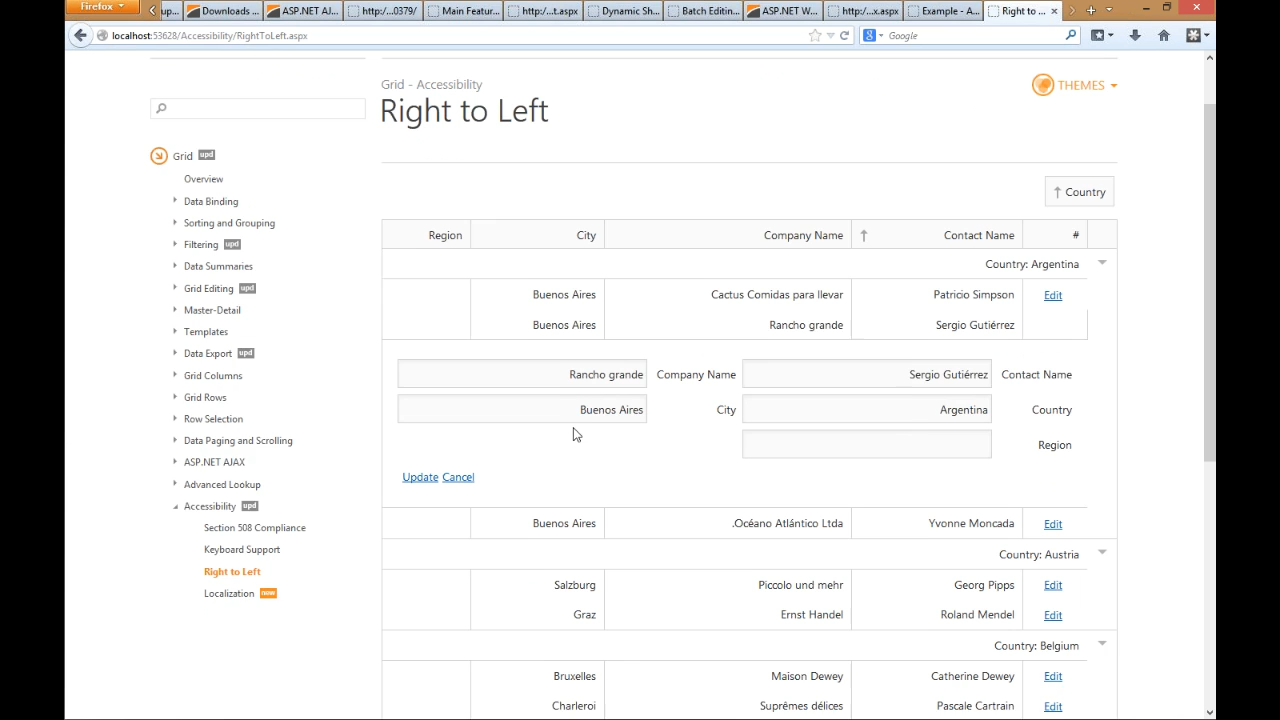 Firefox
up...
Downloads ...
ASP.NET AJ...
http:/...0379/
Main Featur...
http:/...t.aspx
Dynamic Sh...
Batch Editin...
ASP.NET W...
http:/...x.aspx
Example - A...
Right to ...
localhost:53628/Accessibility/RightToLeft.aspx
Google
Grid - Accessibility
Right to Left
THEMES
Grid upd
Overview
Data Binding
Sorting and Grouping
Filtering upd
Data Summaries
Grid Editing upd
Master-Detail
Templates
Data Export upd
Grid Columns
Grid Rows
Row Selection
Data Paging and Scrolling
ASP.NET AJAX
Advanced Lookup
Accessibility upd
Section 508 Compliance
Keyboard Support
Right to Left
Localization new
↑ Country
Region City Company Name ↑ Contact Name #
Country: Argentina
Buenos Aires Cactus Comidas para llevar Patricio Simpson Edit
Buenos Aires Rancho grande Sergio Gutiérrez
Rancho grande Company Name Sergio Gutiérrez Contact Name
Buenos Aires City Argentina Country
Region
Update Cancel
Buenos Aires .Océano Atlántico Ltda Yvonne Moncada Edit
Country: Austria
Salzburg Piccolo und mehr Georg Pipps Edit
Graz Ernst Handel Roland Mendel Edit
Country: Belgium
Bruxelles Maison Dewey Catherine Dewey Edit
Charleroi Suprêmes délices Pascale Cartrain Edit